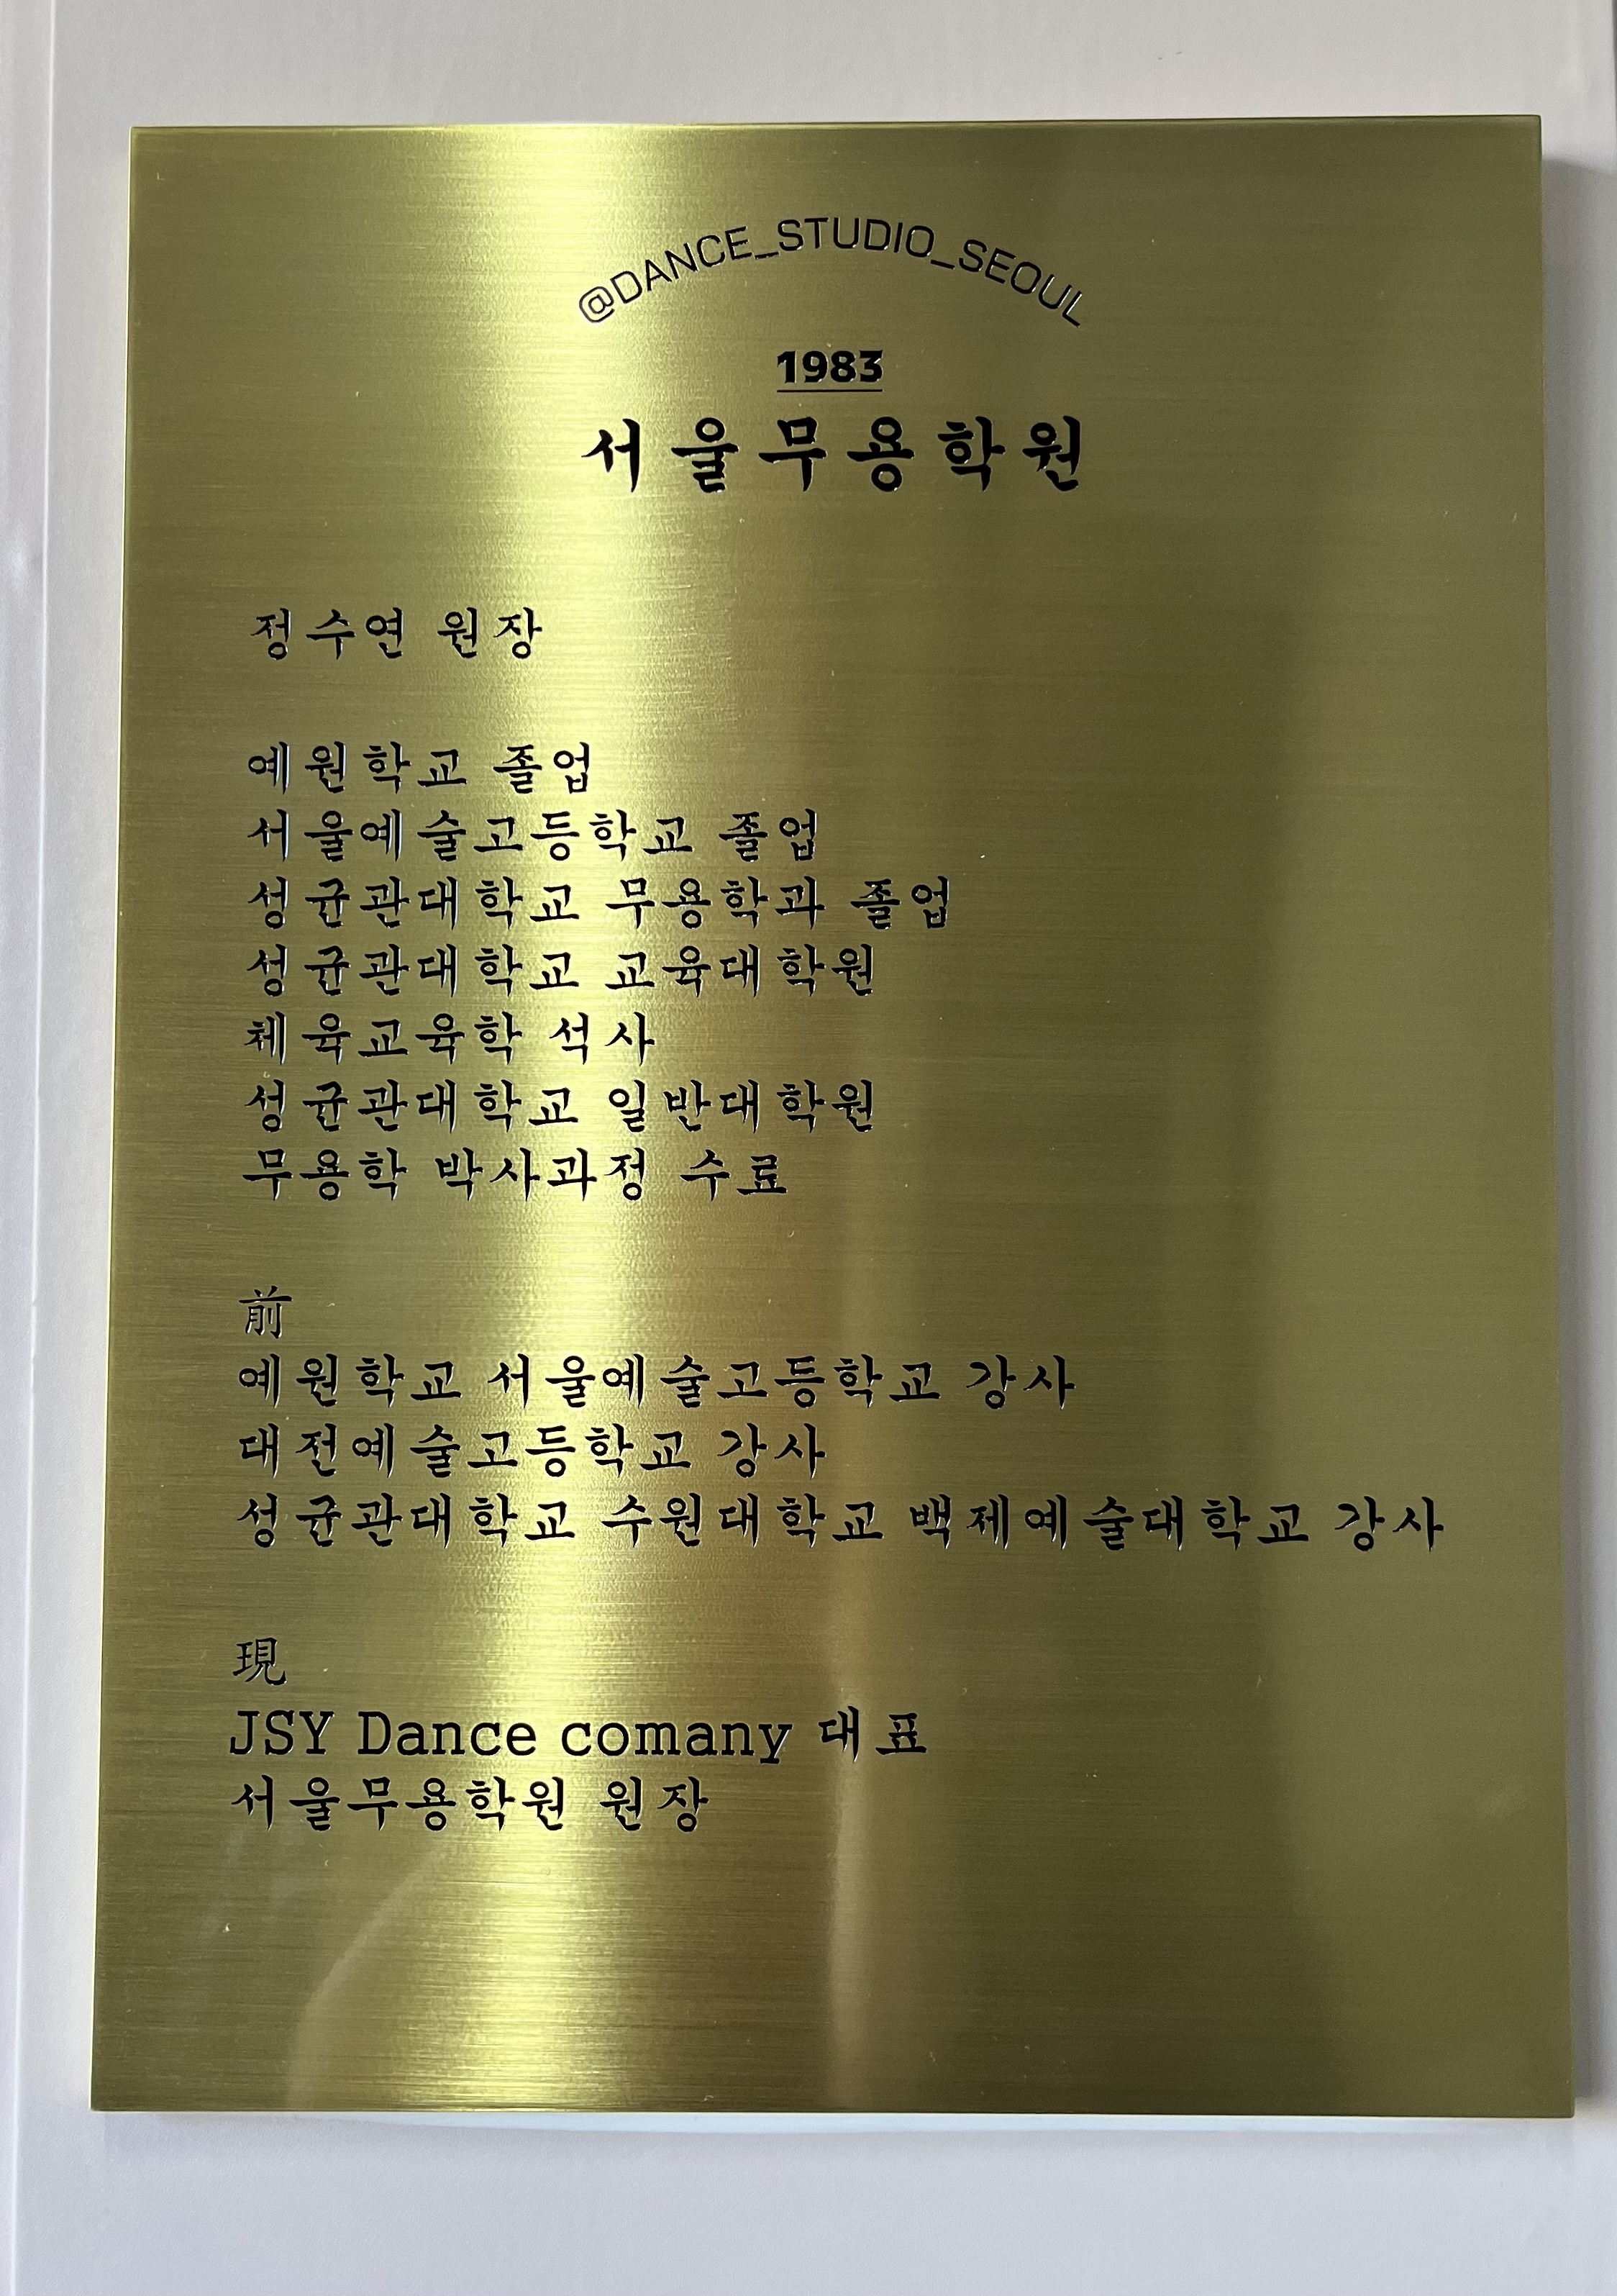 @DANCE_STUDIO_SEOUL
1983
서울무용학원
정수연 원장
예원학교 졸업
서울예술고등학교 졸업
성균관대학교 무용학과 졸업
성균관대학교 교육대학원
체육교육학 석사
성균관대학교 일반대학원
무용학 박사과정 수료
前
예원학교 서울예술고등학교 강사
대전예술고등학교 강사
성균관대학교 수원대학교 백제예술대학교 강사
現
JSY Dance comany 대표
서울무용학원 원장